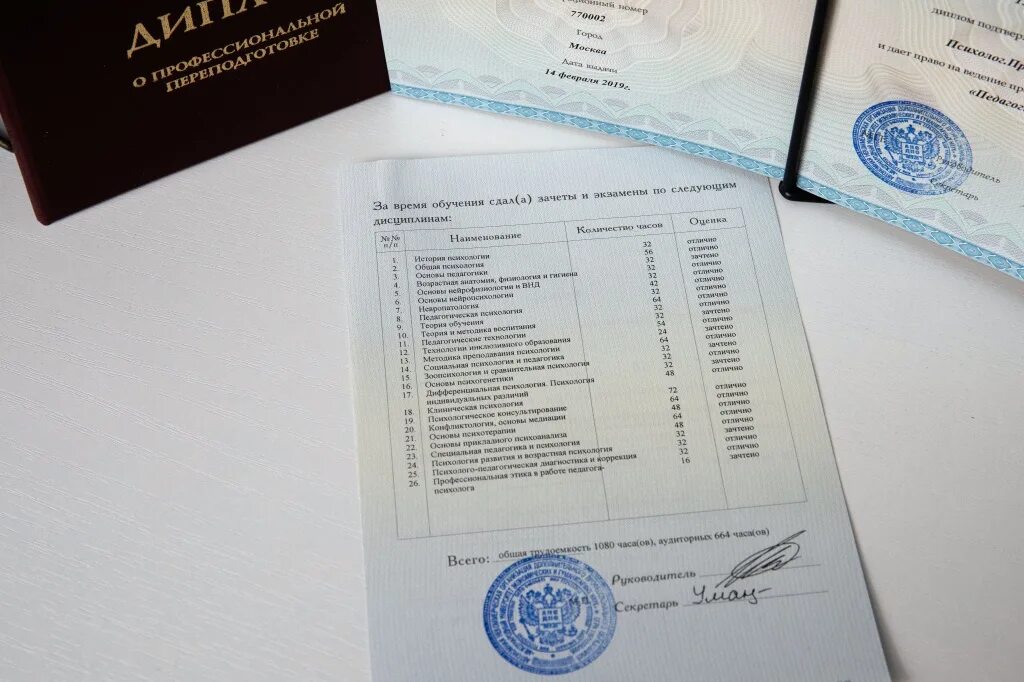 ДИПЛ
О ПРОФЕССИОНАЛЬНОЙ
ПЕРЕПОДГОТОВКЕ
номер
770002
Город
Москва
Дата выдачи
14 февраля 2019г.
диплом подтвер
Психолог.Пр
и дает право на ведение пр
«Педагог
Руководитель
Секретарь
За время обучения сдал(а) зачеты и экзамены по следующим
дисциплинам:
№№ п/п Наименование Количество часов Оценка
1. История психологии 32 отлично
2. Общая психология 56 отлично
3. Основы педагогики 32 зачтено
4. Возрастная анатомия, физиология и гигиена 32 отлично
5. Основы нейрофизиологии и ВНД 32 отлично
6. Основы нейропсихологии 42 отлично
7. Невропатология 32 отлично
8. Педагогическая психология 64 отлично
9. Теория обучения 32 отлично
10. Теория и методика воспитания 32 зачтено
11. Педагогические технологии 54 отлично
12. Технологии инклюзивного образования 24 зачтено
13. Методика преподавания психологии 64 отлично
14. Социальная психология и педагогика 32 зачтено
15. Зоопсихология и сравнительная психология 32 отлично
16. Основы психогенетики 32 зачтено
17. Дифференциальная психология. Психология 48 отлично
индивидуальных различий
18. Клиническая психология 72 отлично
19. Психологическое консультирование 64 отлично
20. Конфликтология, основы медиации 48 отлично
21. Основы психотерапии 64 отлично
22. Основы прикладного психоанализа 48 отлично
23. Специальная педагогика и психология 32 зачтено
24. Психология развития и возрастная психология 32 отлично
25. Психолого-педагогическая диагностика и коррекция 32 отлично
26. Профессиональная этика в работе педагога- 16 зачтено
психолога
Всего: общая трудоемкость 1080 часа(ов), аудиторных 664 часа(ов)
Руководитель
Секретарь